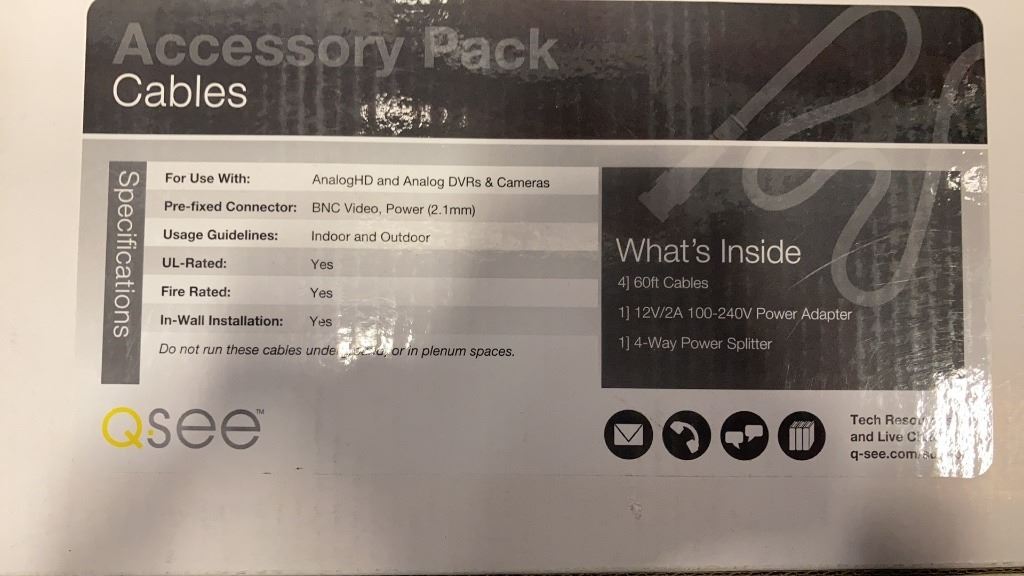 Accessory Pack
Cables
Specifications
For Use With: AnalogHD and Analog DVRs & Cameras
Pre-fixed Connector: BNC Video, Power (2.1mm)
Usage Guidelines: Indoor and Outdoor
UL-Rated: Yes
Fire Rated: Yes
In-Wall Installation: Yes
Do not run these cables or in plenum spaces.
What's Inside
4] 60ft Cables
1] 12V/2A 100-240V Power Adapter
1] 4-Way Power Splitter
Q-see™
Tech
and Live
q-see.com